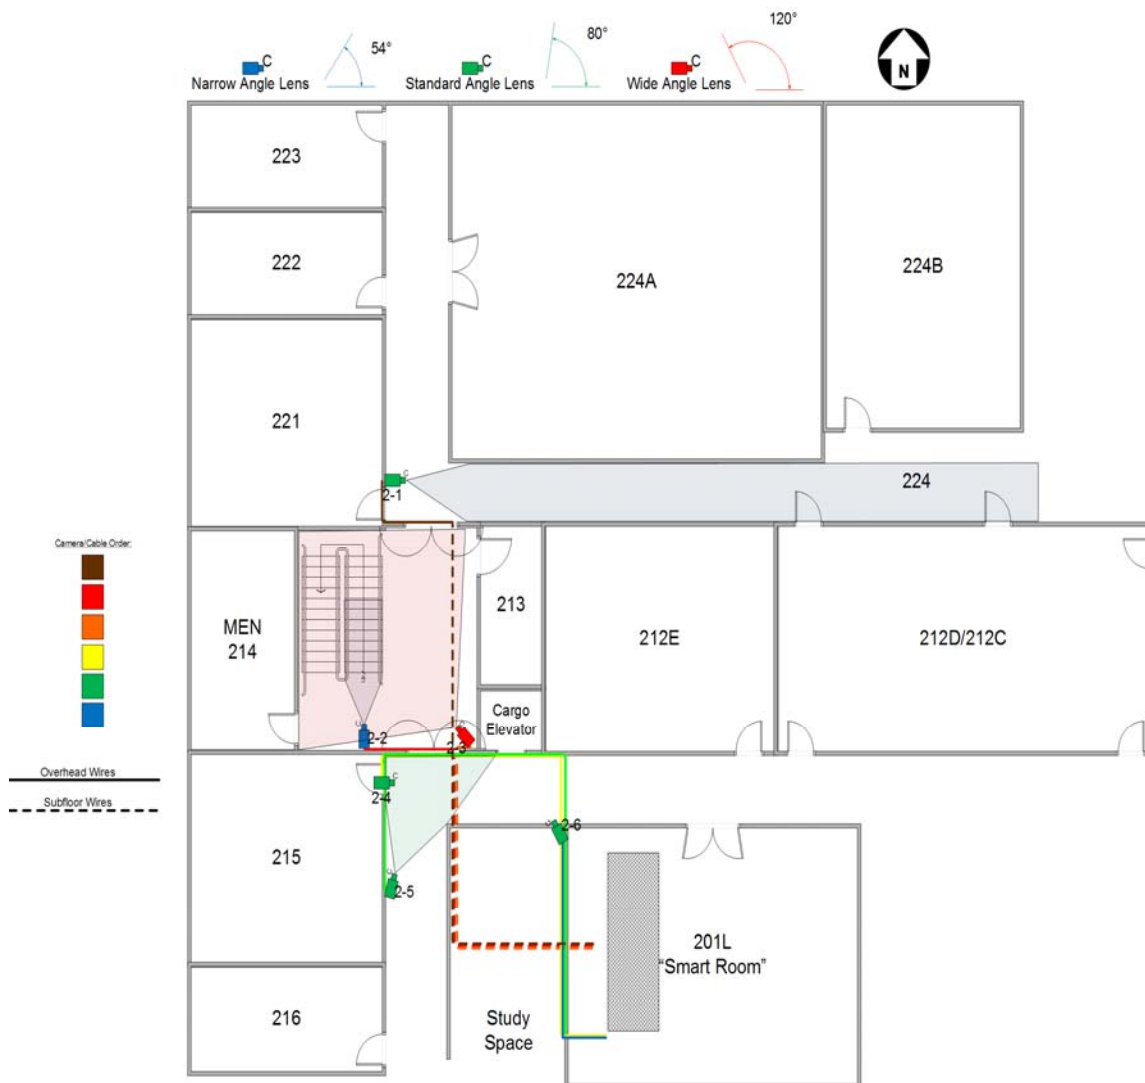 54°
80°
120°
C
C
C
Narrow Angle Lens
Standard Angle Lens
Wide Angle Lens
N
223
222
224A
224B
221
224
C
2-1
Camera/Cable Order:
MEN
214
213
212E
212D/212C
Cargo
Elevator
2-2
2-3
Overhead Wires
Subfloor Wires
C
2-4
2-6
215
2-5
201L
"Smart Room"
216
Study
Space